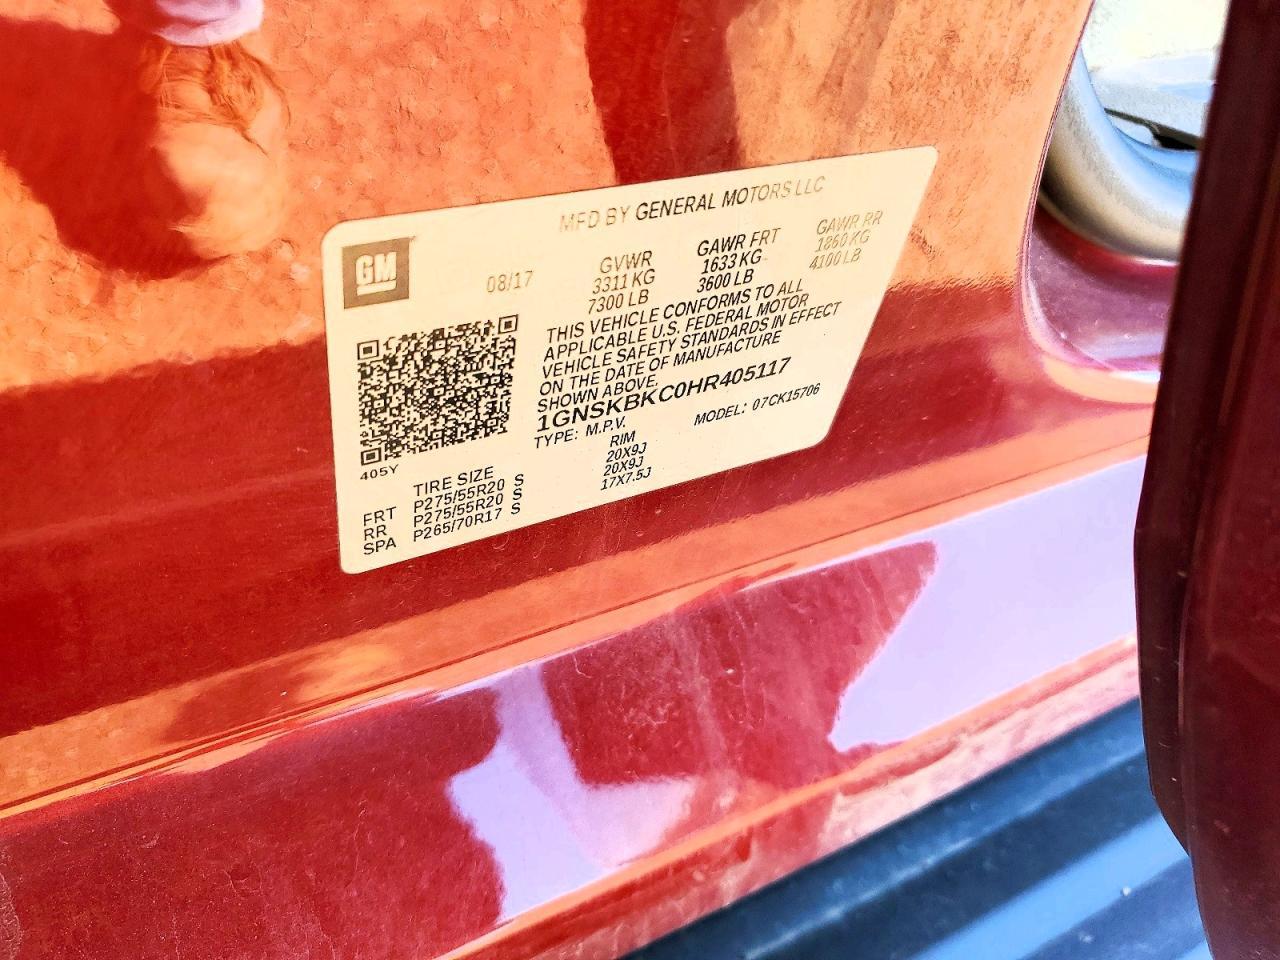 MFD BY GENERAL MOTORS LLC
GM
08/17
GVWR
3311 KG
7300 LB
GAWR FRT
1633 KG
3600 LB
GAWR RR
1860 KG
4100 LB
THIS VEHICLE CONFORMS TO ALL
APPLICABLE U.S. FEDERAL MOTOR
VEHICLE SAFETY STANDARDS IN EFFECT
ON THE DATE OF MANUFACTURE
SHOWN ABOVE.
1GNSKBKC0HR405117
TYPE: M.P.V. MODEL: 07CK15706
405Y
TIRE SIZE RIM
FRT P275/55R20 S 20X9J
RR P275/55R20 S 20X9J
SPA P265/70R17 S 17X7.5J